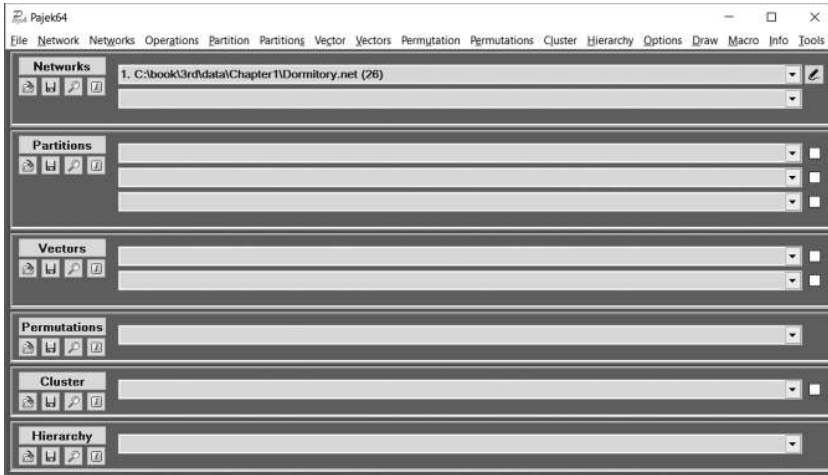 Pajek64
File Network Networks Operations Partition Partitions Vector Vectors Permutation Permutations Cluster Hierarchy Options Draw Macro Info Tools
Networks
1. C:\book\3rd\data\Chapter1\Dormitory.net (26)
Partitions
Vectors
Permutations
Cluster
Hierarchy